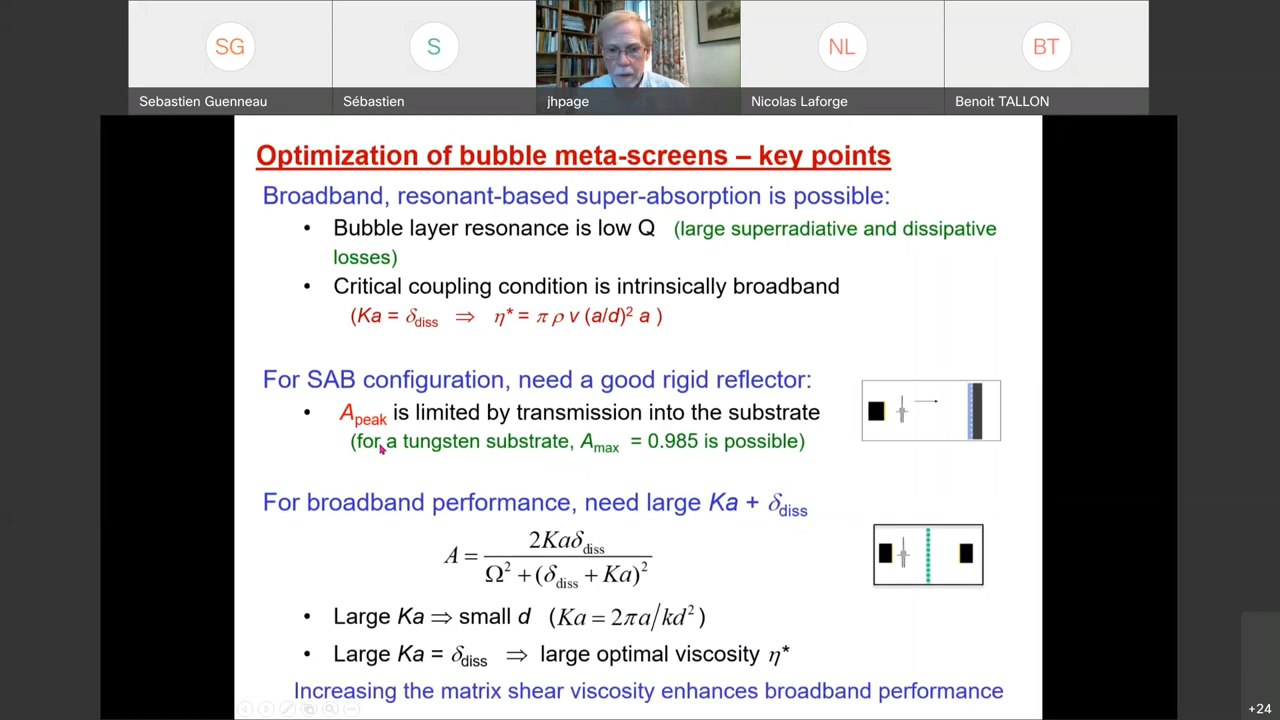 SG
S
NL
BT
Sebastien Guenneau
Sébastien
jhpage
Nicolas Laforge
Benoit TALLON
Optimization of bubble meta-screens – key points
Broadband, resonant-based super-absorption is possible:
• Bubble layer resonance is low Q (large superradiative and dissipative
losses)
• Critical coupling condition is intrinsically broadband
(Ka = δdiss ⇒ η* = π ρ v (a/d)² a )
For SAB configuration, need a good rigid reflector:
• Apeak is limited by transmission into the substrate
(for a tungsten substrate, Amax = 0.985 is possible)
For broadband performance, need large Ka + δdiss
A = 2Kaδdiss / Ω² + (δdiss + Ka)²
• Large Ka ⇒ small d (Ka = 2πa/kd²)
• Large Ka = δdiss ⇒ large optimal viscosity η*
Increasing the matrix shear viscosity enhances broadband performance
+24